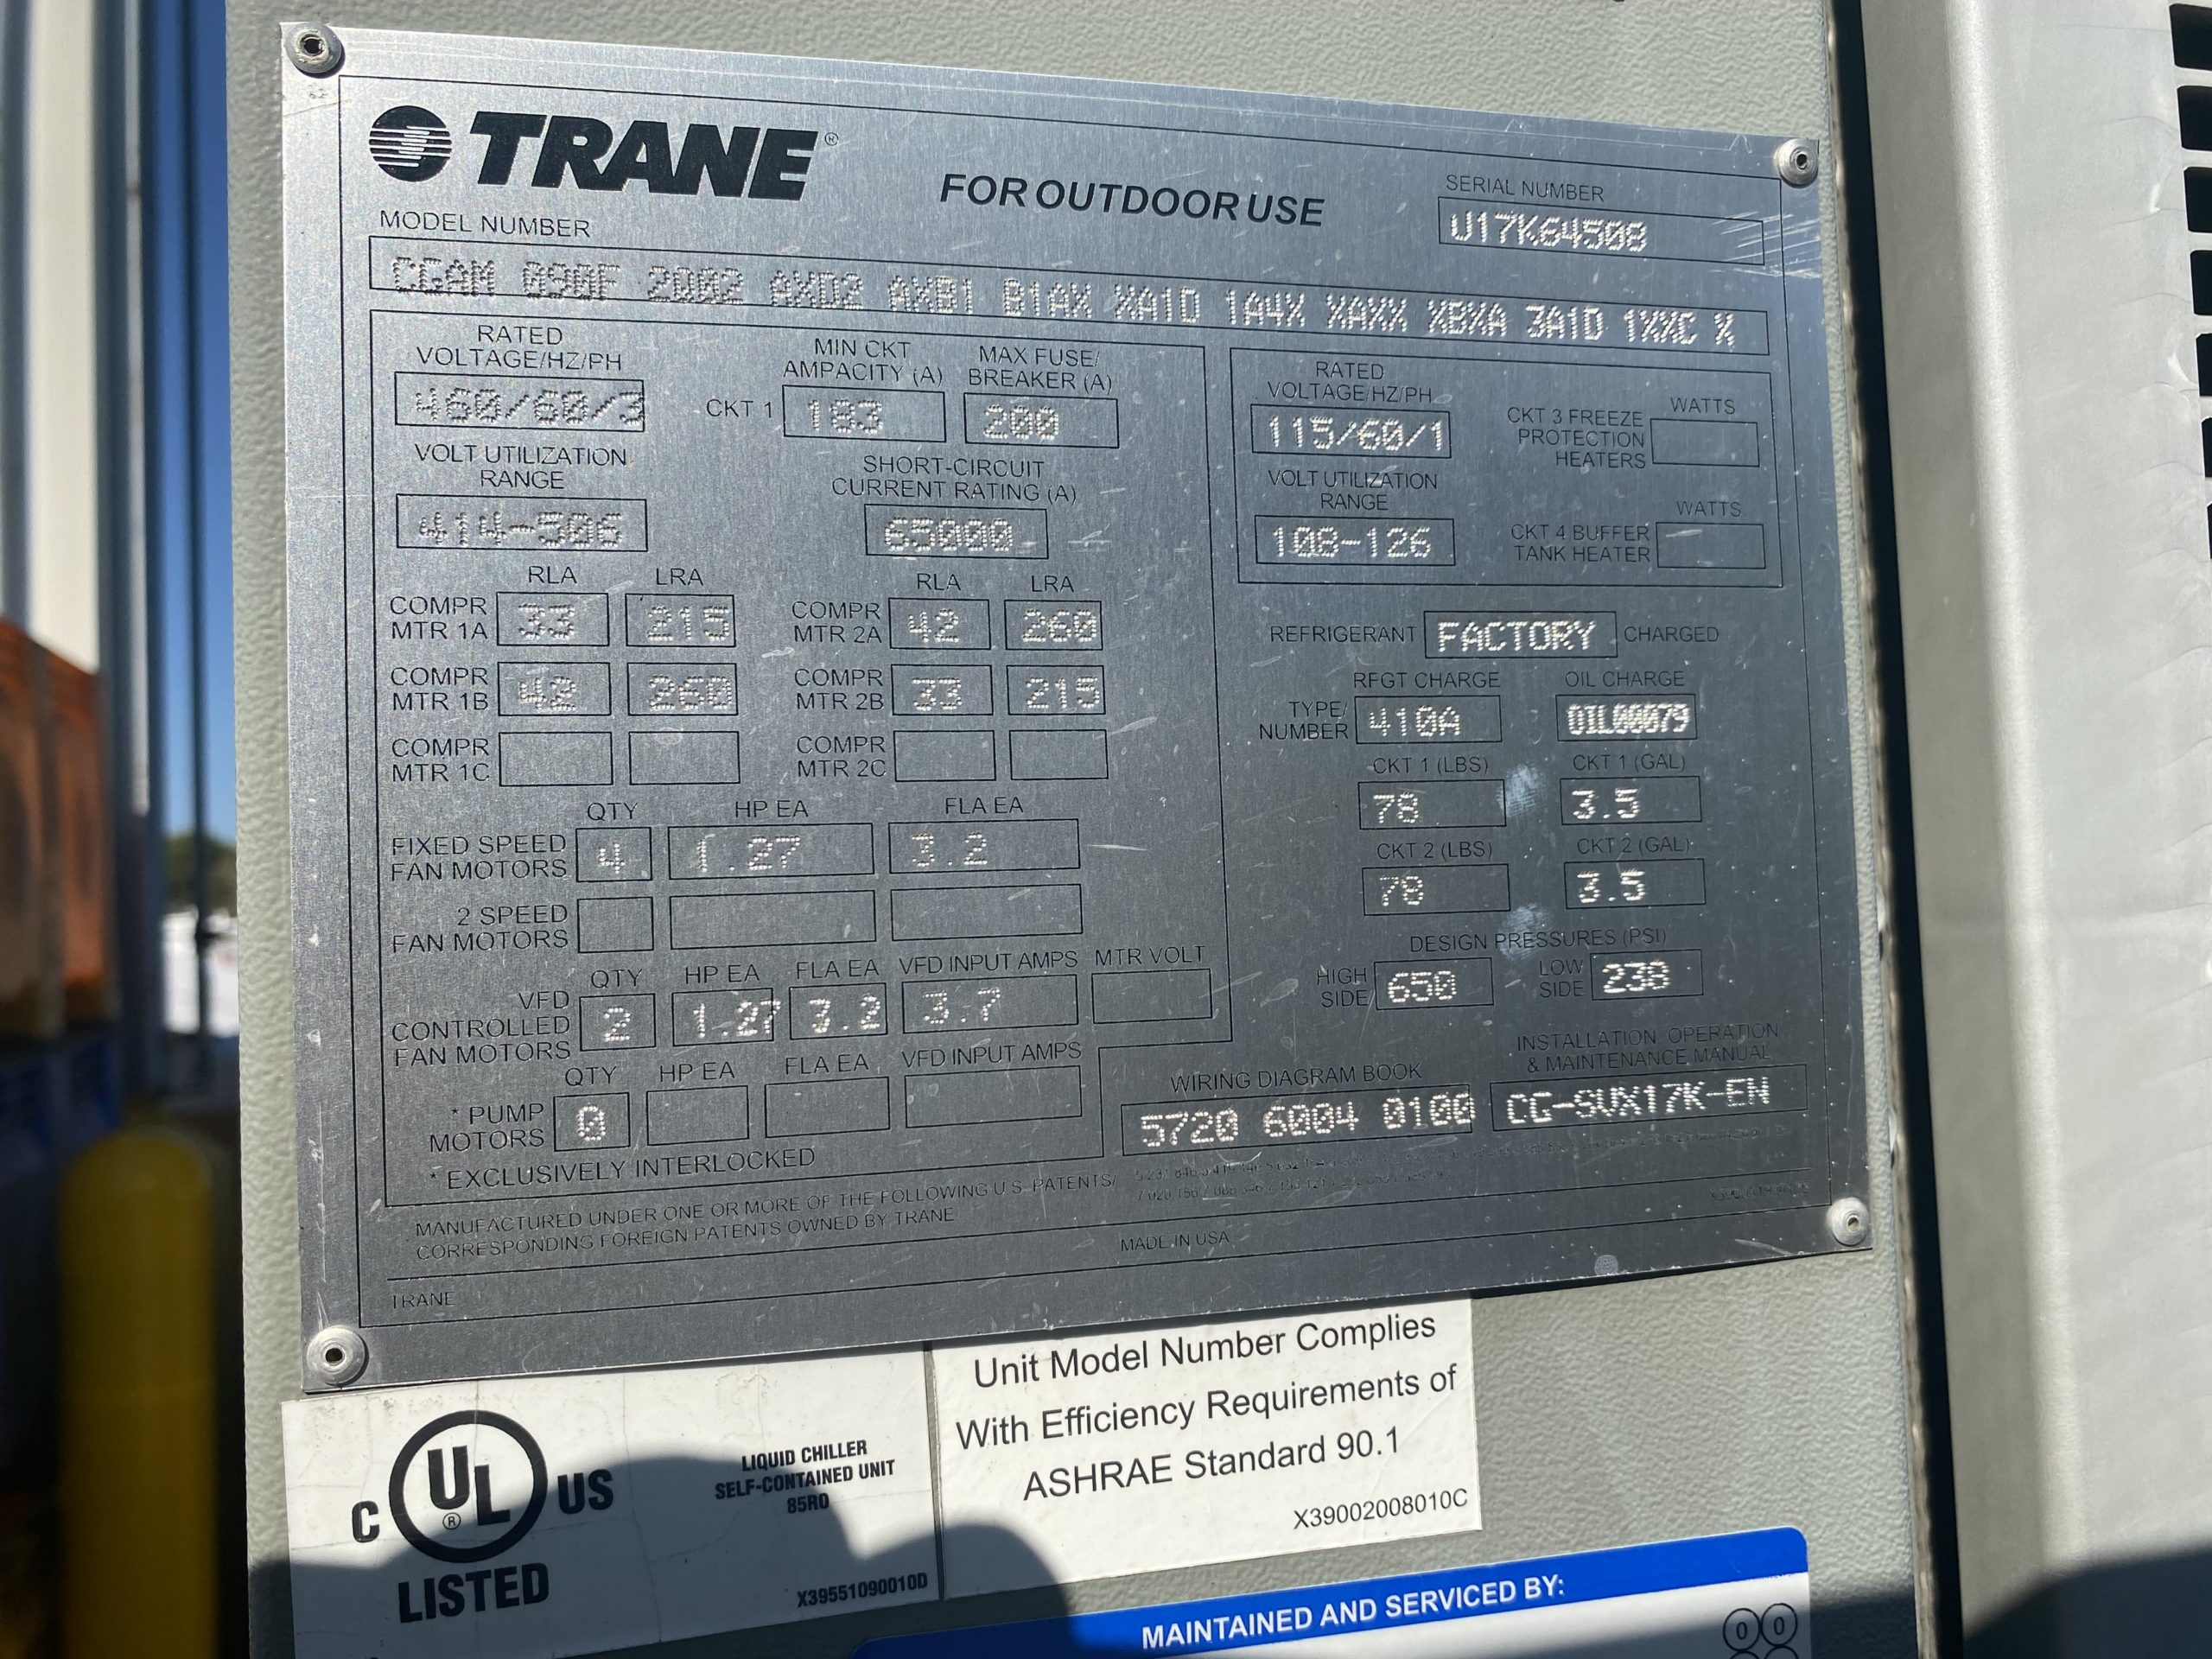 TRANE®
FOR OUTDOOR USE
SERIAL NUMBER
U17K64508
MODEL NUMBER
CGAM 090F 2002 AXD2 AXB1 B1AX XA1D 1A4X XAXX XBXA 3A1D 1XXC X
RATED VOLTAGE/HZ/PH
460/60/3
MIN CKT AMPACITY (A)
MAX FUSE/ BREAKER (A)
CKT 1 183 200
VOLT UTILIZATION RANGE
414-506
SHORT-CIRCUIT CURRENT RATING (A)
65000
RLA LRA RLA LRA
COMPR MTR 1A 33 215 COMPR MTR 2A 42 260
COMPR MTR 1B 42 260 COMPR MTR 2B 33 215
COMPR MTR 1C COMPR MTR 2C
QTY HP EA FLA EA
FIXED SPEED FAN MOTORS 4 1.27 3.2
2 SPEED FAN MOTORS
QTY HP EA FLA EA VFD INPUT AMPS MTR VOLT
VFD CONTROLLED FAN MOTORS 2 1.27 3.2 3.7
QTY HP EA FLA EA VFD INPUT AMPS
* PUMP MOTORS 0
* EXCLUSIVELY INTERLOCKED
RATED VOLTAGE/HZ/PH
115/60/1
CKT 3 FREEZE PROTECTION HEATERS
WATTS
VOLT UTILIZATION RANGE
108-126
CKT 4 BUFFER TANK HEATER
WATTS
REFRIGERANT FACTORY CHARGED
RFGT CHARGE OIL CHARGE
TYPE/ NUMBER 410A OIL00079
CKT 1 (LBS) CKT 1 (GAL)
78 3.5
CKT 2 (LBS) CKT 2 (GAL)
78 3.5
DESIGN PRESSURES (PSI)
HIGH SIDE 650 LOW SIDE 238
WIRING DIAGRAM BOOK
5720 6004 0100
INSTALLATION, OPERATION & MAINTENANCE MANUAL
CG-SVX17K-EN
MANUFACTURED UNDER ONE OR MORE OF THE FOLLOWING U.S. PATENTS/
CORRESPONDING FOREIGN PATENTS OWNED BY TRANE
MADE IN USA
TRANE
C UL® US
LISTED
LIQUID CHILLER
SELF-CONTAINED UNIT
85R0
X39551090010D
Unit Model Number Complies
With Efficiency Requirements of
ASHRAE Standard 90.1
X39002008010C
MAINTAINED AND SERVICED BY:
0 0